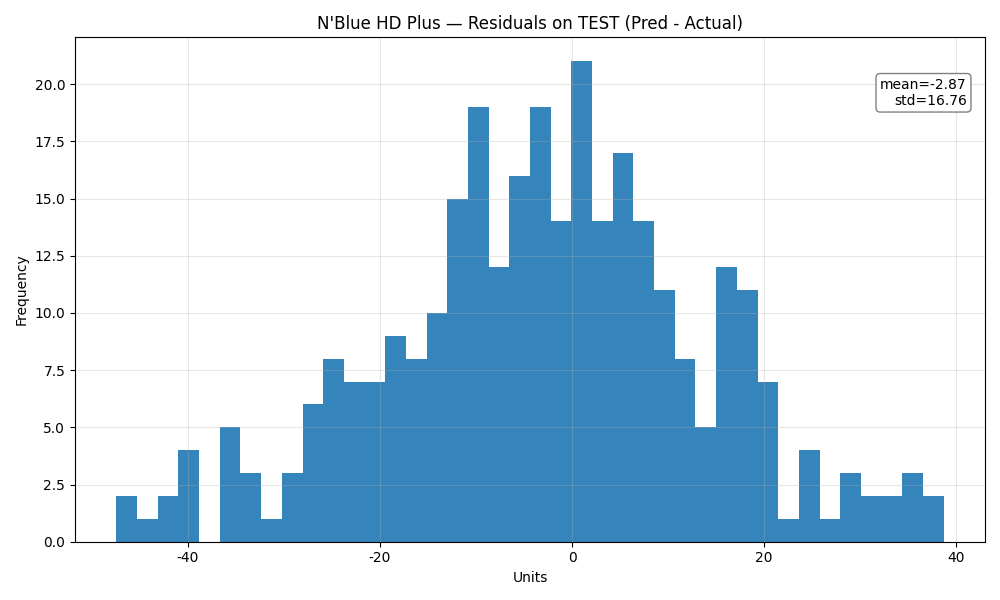 N'Blue HD Plus — Residuals on TEST (Pred - Actual)
mean=-2.87
std=16.76
20.0
17.5
15.0
12.5
10.0
7.5
5.0
2.5
0.0
Frequency
-40 -20 0 20 40
Units